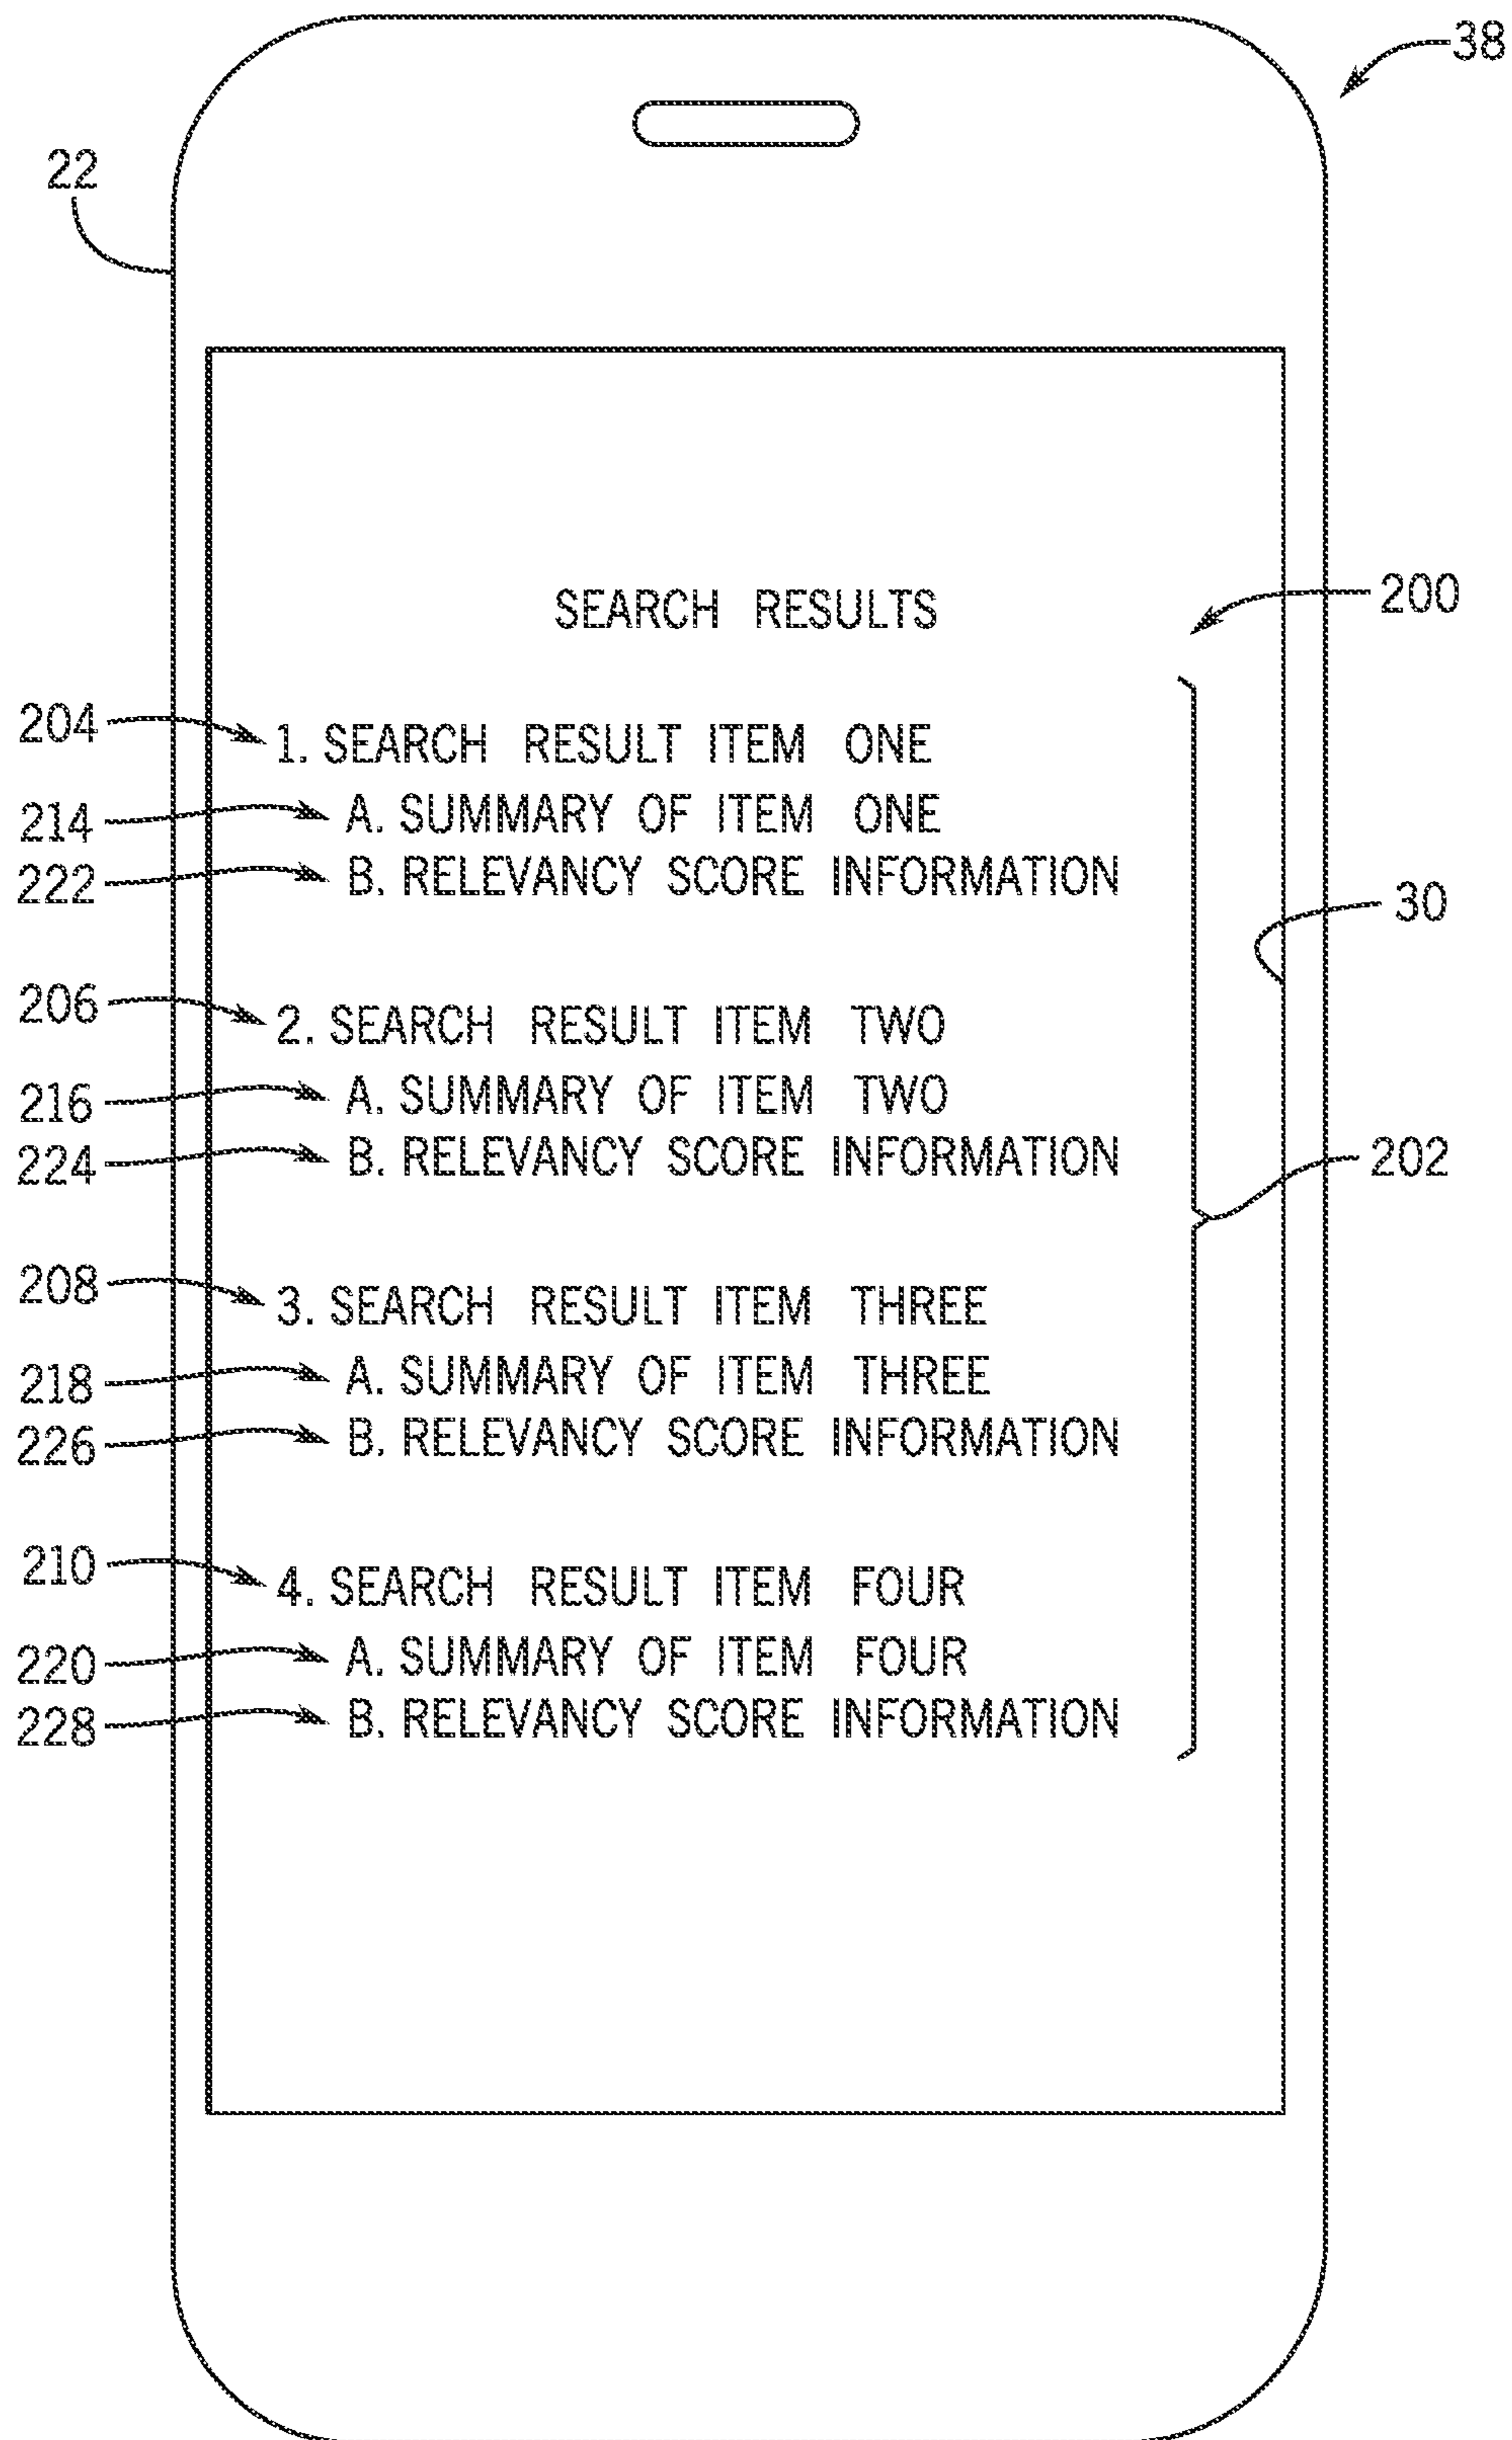 38
22
SEARCH RESULTS
200
204 1. SEARCH RESULT ITEM ONE
214 A. SUMMARY OF ITEM ONE
222 B. RELEVANCY SCORE INFORMATION
30
206 2. SEARCH RESULT ITEM TWO
216 A. SUMMARY OF ITEM TWO
224 B. RELEVANCY SCORE INFORMATION
202
208 3. SEARCH RESULT ITEM THREE
218 A. SUMMARY OF ITEM THREE
226 B. RELEVANCY SCORE INFORMATION
210 4. SEARCH RESULT ITEM FOUR
220 A. SUMMARY OF ITEM FOUR
228 B. RELEVANCY SCORE INFORMATION